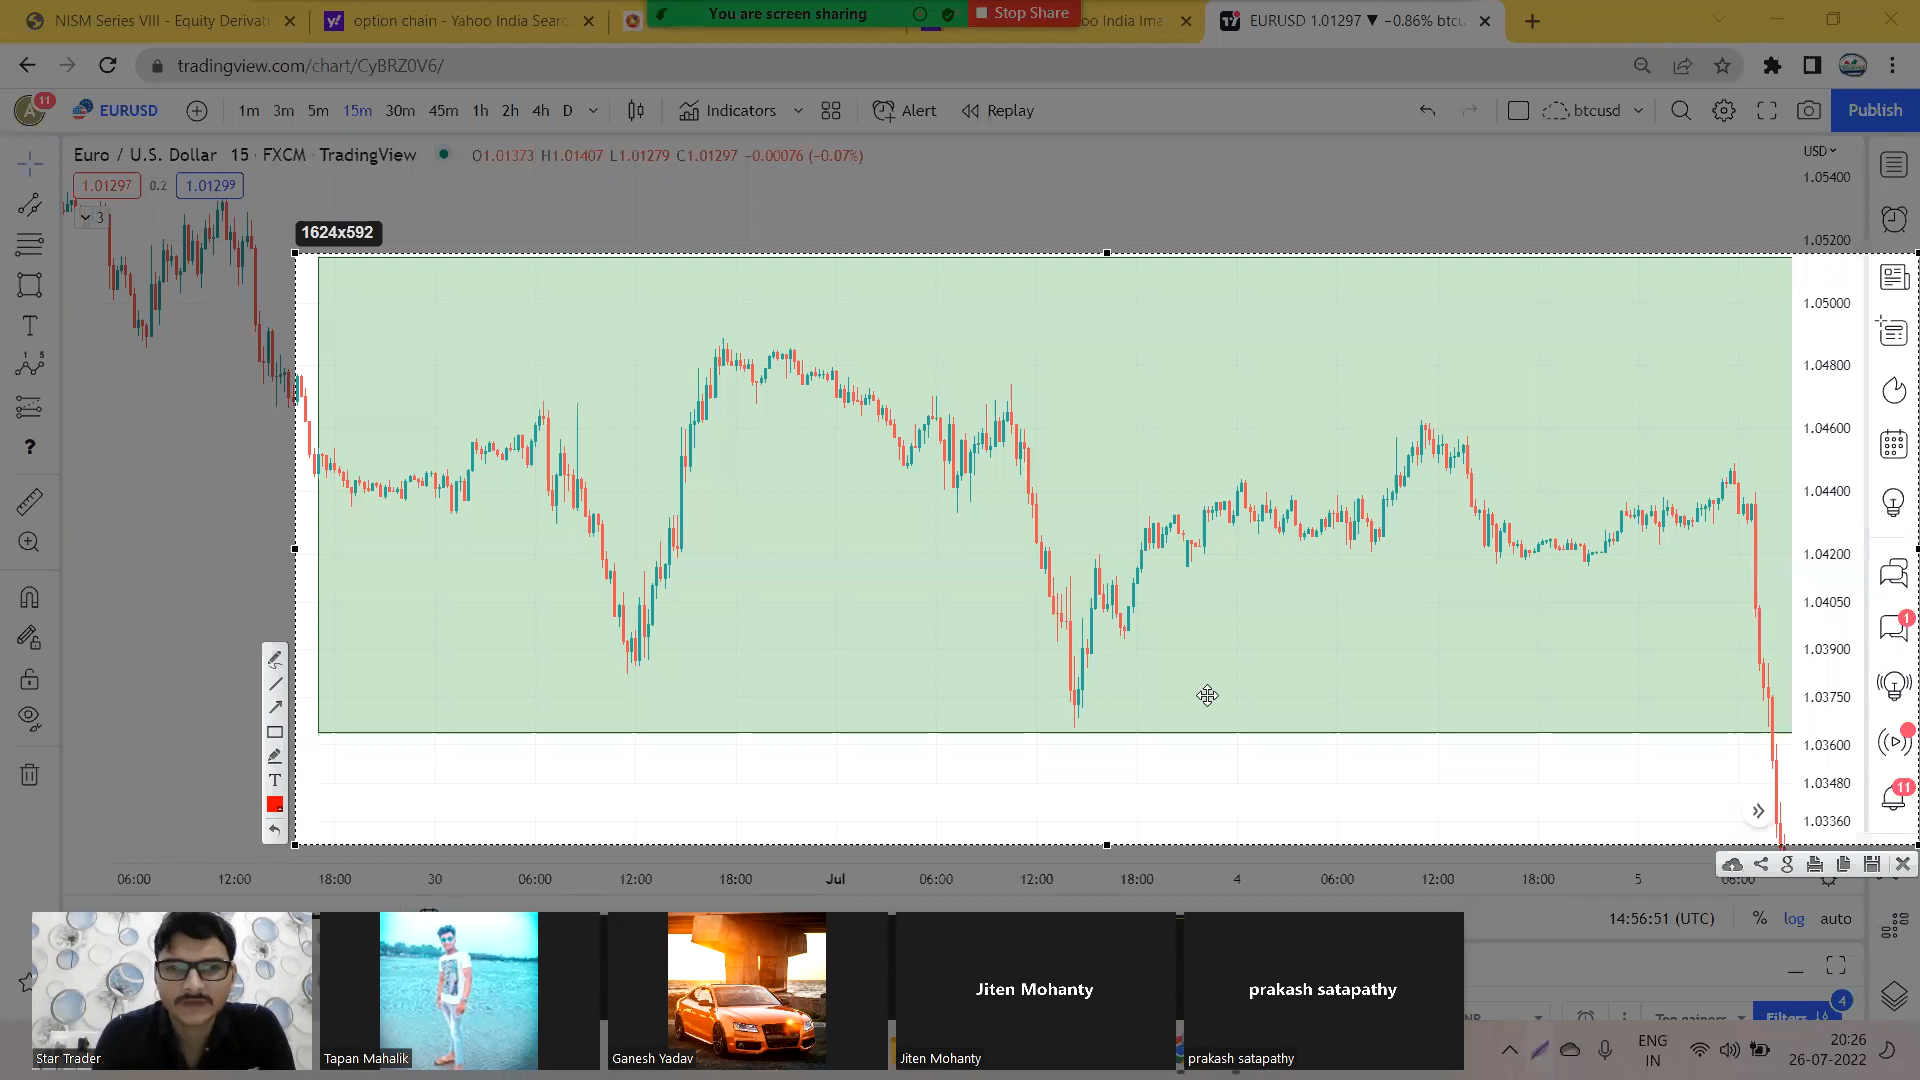 NISM Series VIII - Equity Derivati
option chain - Yahoo India Searc
You are screen sharing
Stop Share
oo India Ima
EURUSD 1.01297 ▼ −0.86% btcu
tradingview.com/chart/CyBRZ0V6/
A
11
EURUSD
1m 3m 5m 15m 30m 45m 1h 2h 4h D
Indicators
Alert
Replay
btcusd
Publish
Euro / U.S. Dollar 15 · FXCM TradingView
O1.01373 H1.01407 L1.01279 C1.01297 −0.00076 (−0.07%)
USD
1.01297 0.2 1.01299
3
1.05400
1.05200
1624x592
1.05000
1.04800
1.04600
1.04400
1.04200
1.04050
1.03900
1.03750
1.03600
1.03480
1.03360
T
?
T
1
11
06:00 12:00 18:00 30 06:00 12:00 18:00 Jul 06:00 12:00 18:00 4 06:00 12:00 18:00 5 06:00
14:56:51 (UTC) % log auto
Top gainers
Filters
4
Jiten Mohanty
prakash satapathy
Star Trader
Tapan Mahalik
Ganesh Yadav
Jiten Mohanty
prakash satapathy
ENG
IN
20:26
26-07-2022